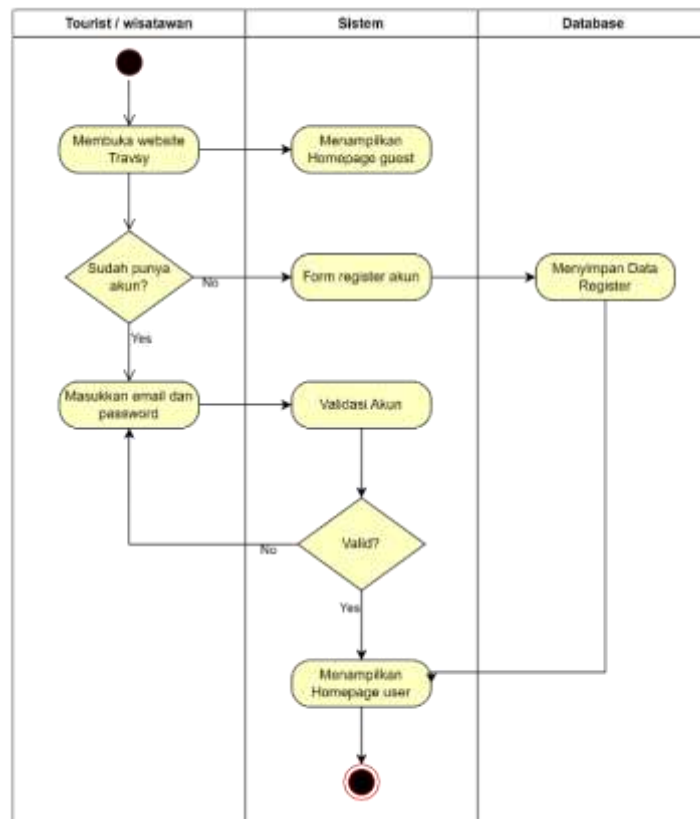 Tourist / wisatawan
Sistem
Database
Membuka website
Travsy
Menampilkan
Homepage guest
Sudah punya
akun?
No
Form register akun
Menyimpan Data
Register
Yes
Masukkan email dan
password
Validasi Akun
Valid?
No
Yes
Menampilkan
Homepage user